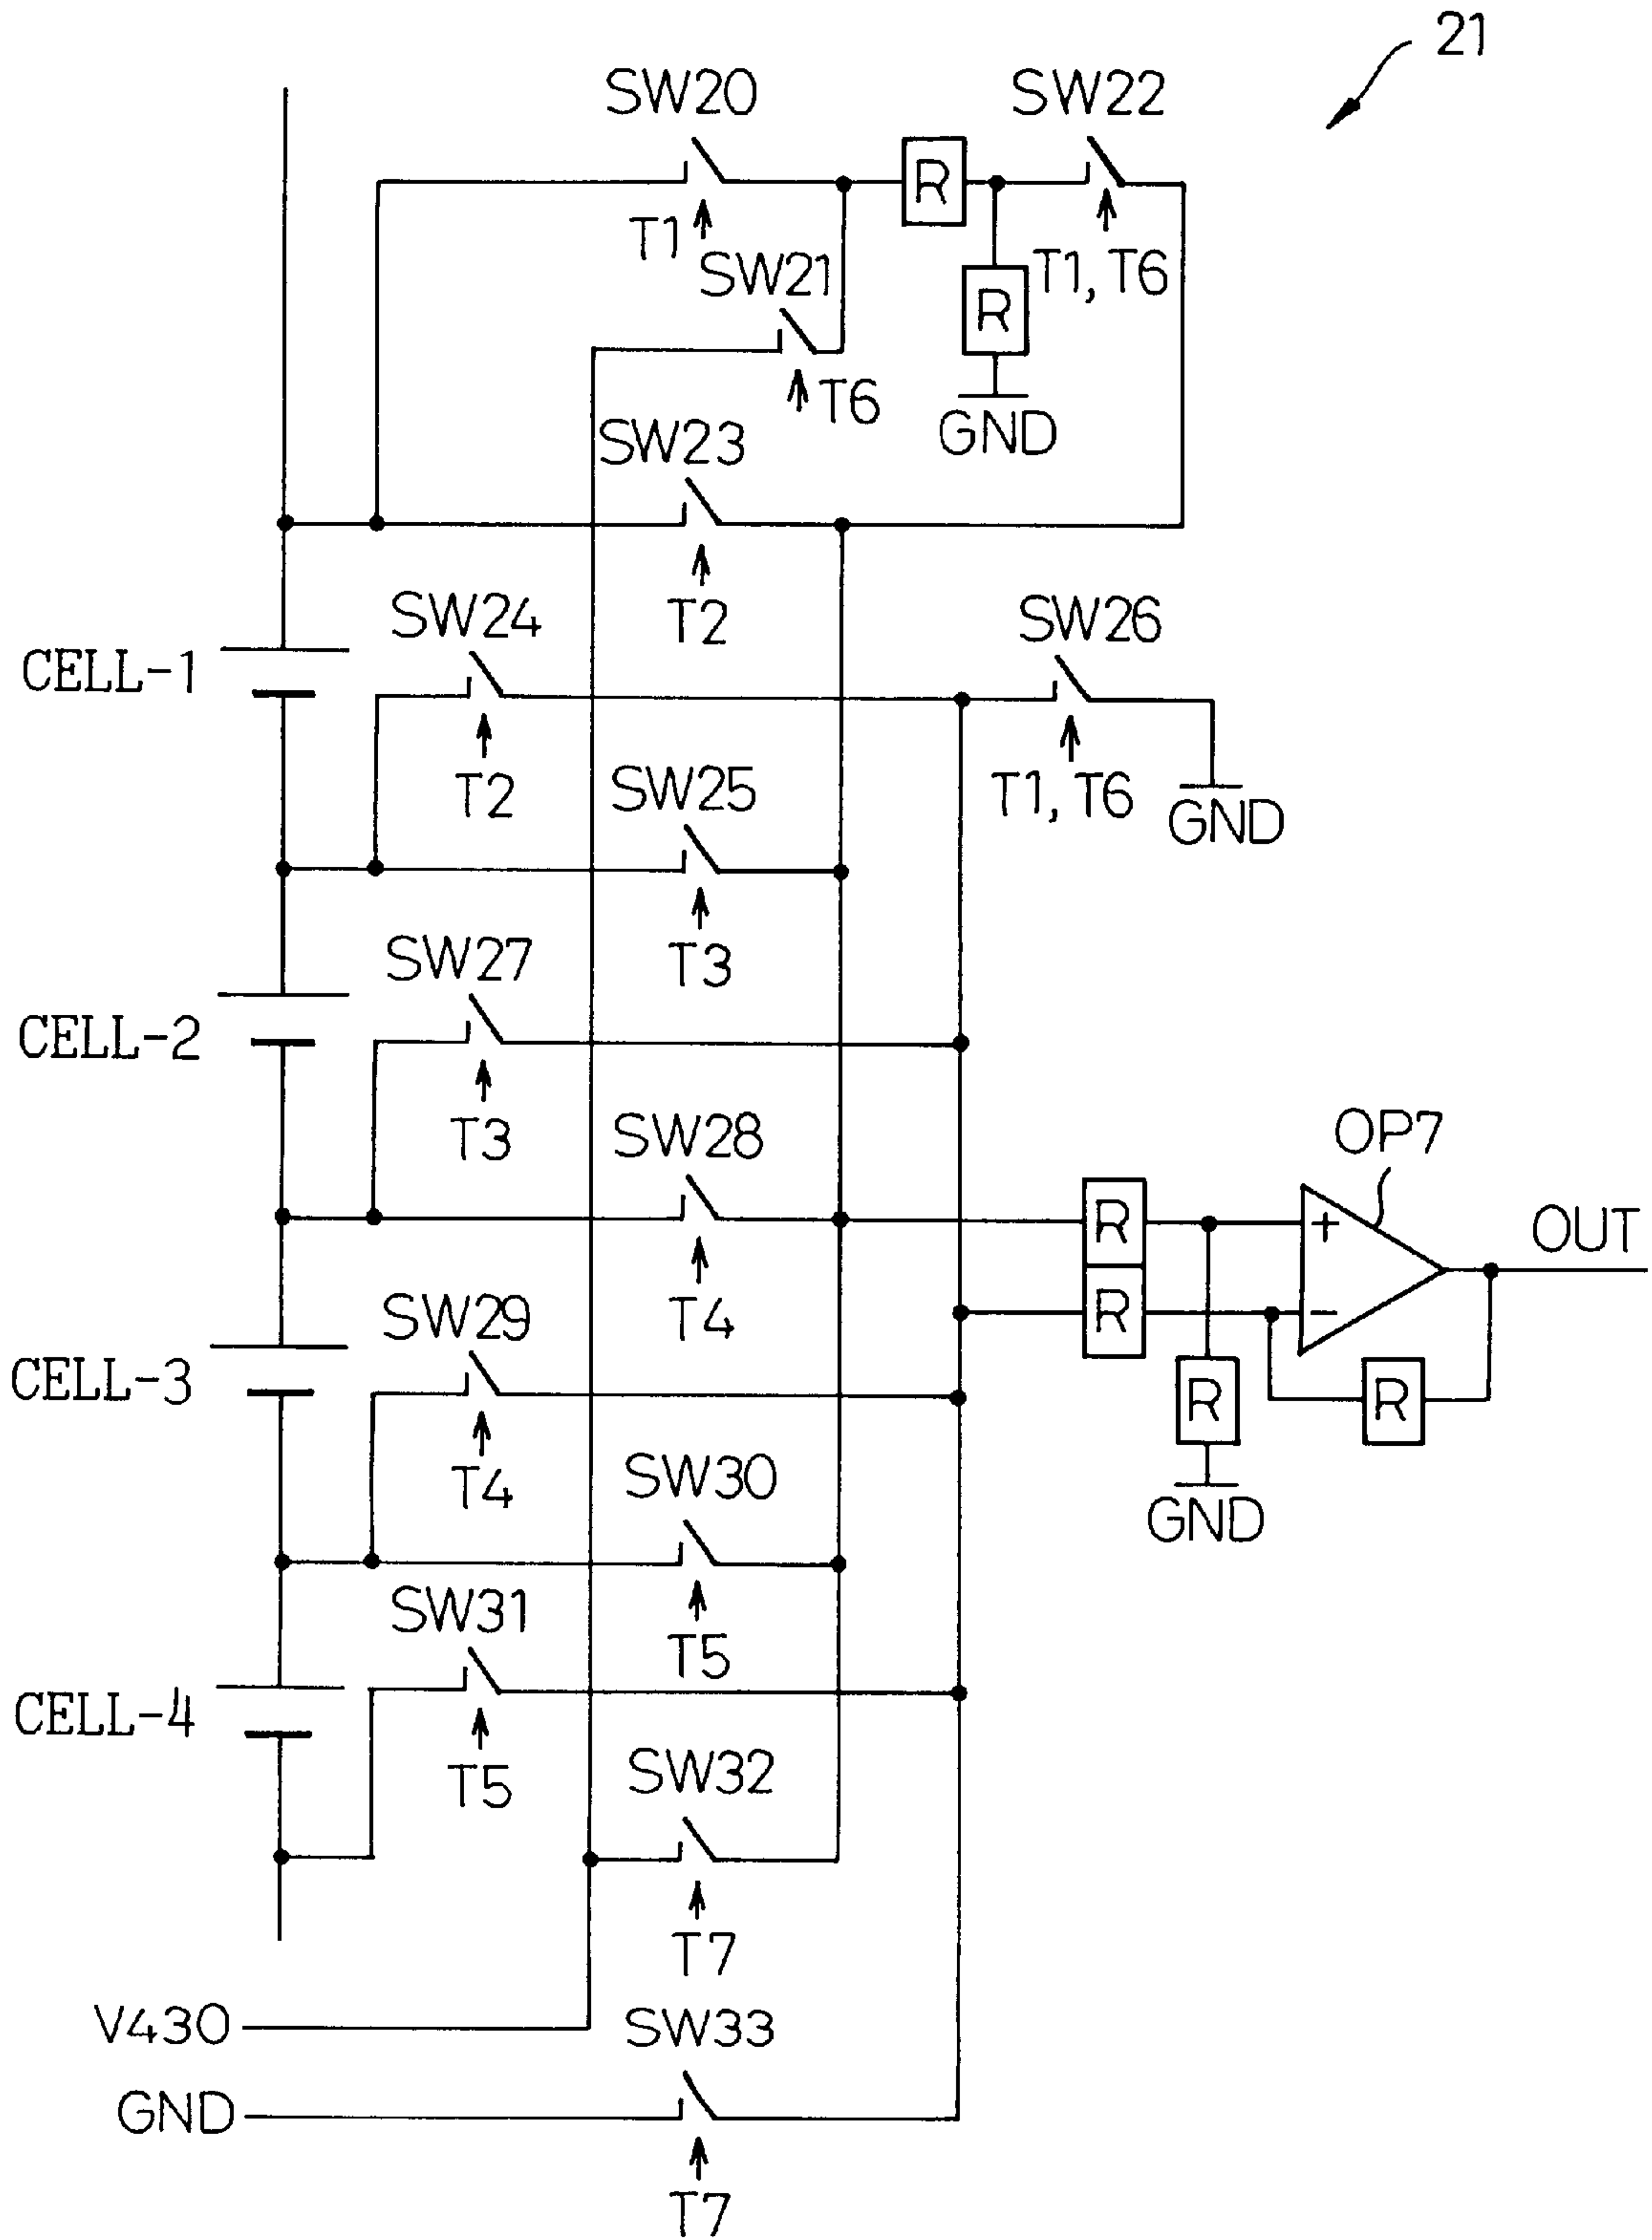 21
SW20
SW22
R
T1
T1, T6
SW21
R
T6
GND
SW23
T2
SW24
SW26
CELL-1
T2
T1, T6
SW25
GND
T3
SW27
CELL-2
T3
SW28
OP7
R
+
OUT
T4
SW29
R
−
CELL-3
R
R
T4
SW30
GND
SW31
T5
CELL-4
T5
SW32
T7
V430
SW33
GND
T7